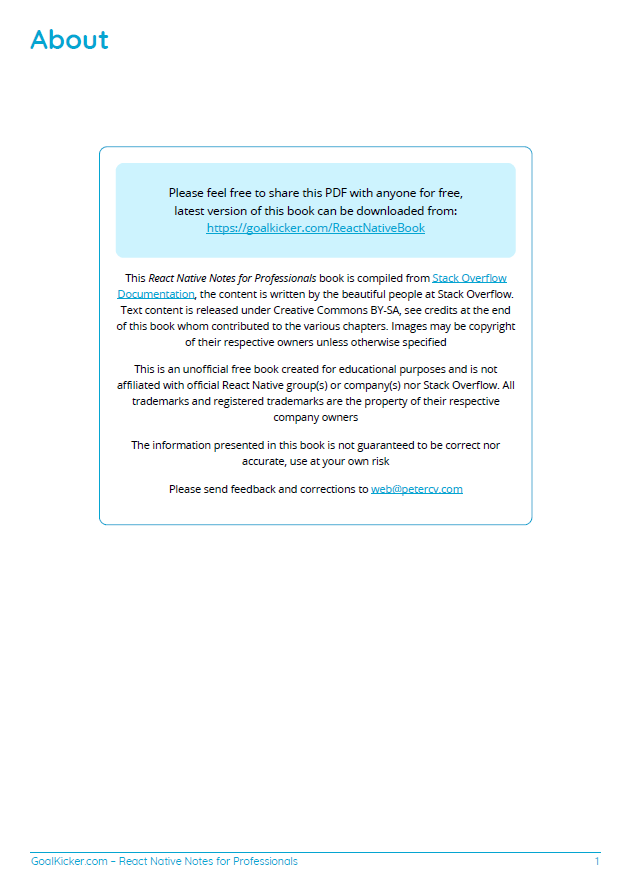 About
Please feel free to share this PDF with anyone for free,
latest version of this book can be downloaded from:
https://goalkicker.com/ReactNativeBook
This React Native Notes for Professionals book is compiled from Stack Overflow
Documentation, the content is written by the beautiful people at Stack Overflow.
Text content is released under Creative Commons BY-SA, see credits at the end
of this book whom contributed to the various chapters. Images may be copyright
of their respective owners unless otherwise specified
This is an unofficial free book created for educational purposes and is not
affiliated with official React Native group(s) or company(s) nor Stack Overflow. All
trademarks and registered trademarks are the property of their respective
company owners
The information presented in this book is not guaranteed to be correct nor
accurate, use at your own risk
Please send feedback and corrections to web@petercv.com
GoalKicker.com – React Native Notes for Professionals 1